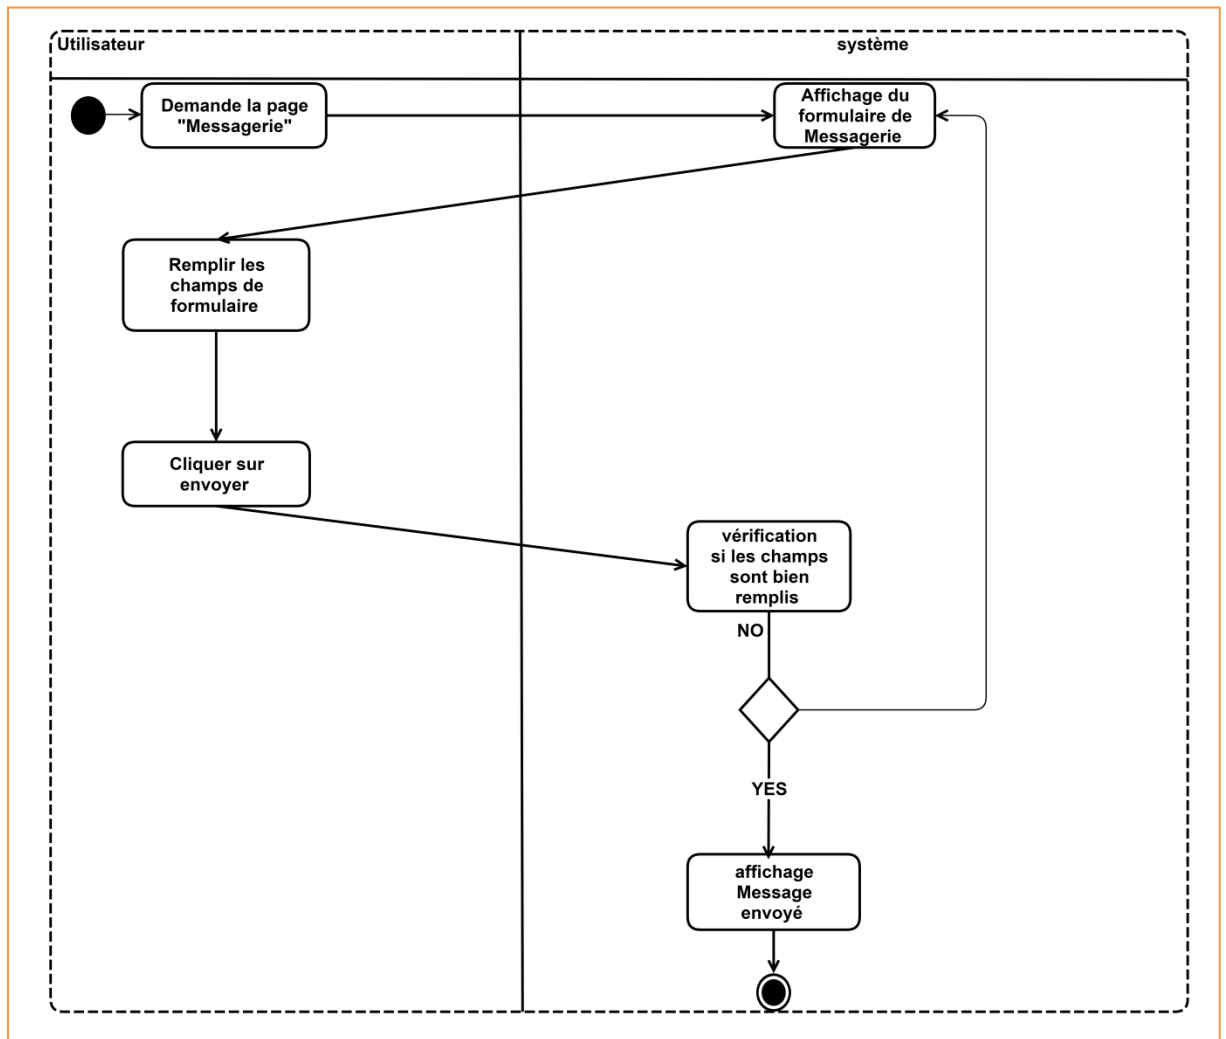 Utilisateur
système
Demande la page
"Messagerie"
Affichage du
formulaire de
Messagerie
Remplir les
champs de
formulaire
Cliquer sur
envoyer
vérification
si les champs
sont bien
remplis
NO
YES
affichage
Message
envoyé